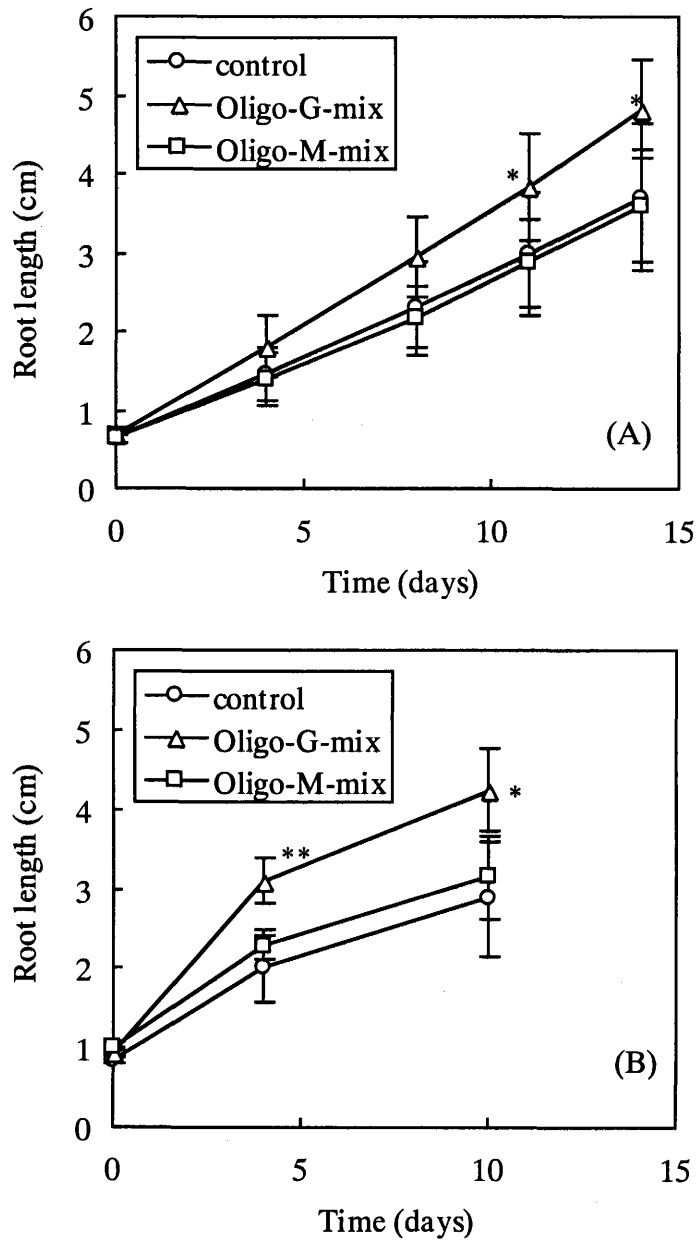 6
5
4
3
2
1
0
Root length (cm)
control
Oligo-G-mix
Oligo-M-mix
*
*
(A)
0
5
10
15
Time (days)
6
5
4
3
2
1
0
Root length (cm)
control
Oligo-G-mix
Oligo-M-mix
**
*
(B)
0
5
10
15
Time (days)